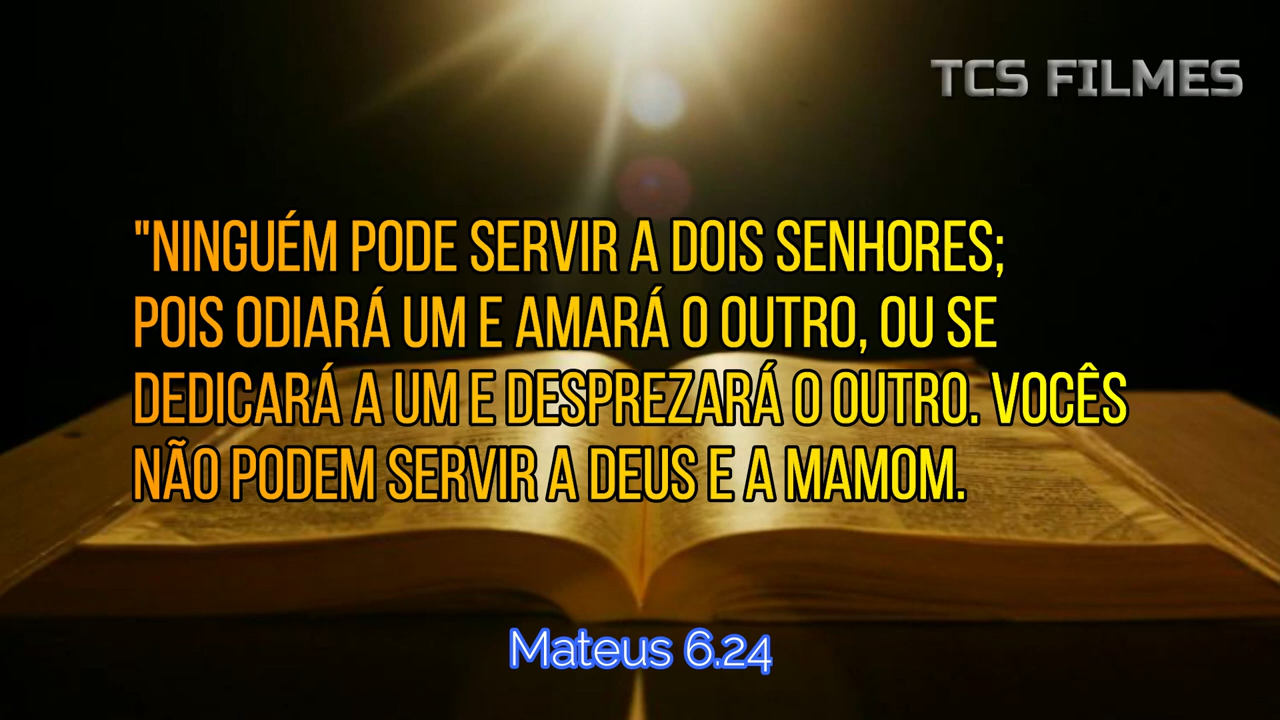 TCS FILMES
"NINGUÉM PODE SERVIR A DOIS SENHORES;
POIS ODIARÁ UM E AMARÁ O OUTRO, OU SE
DEDICARÁ A UM E DESPREZARÁ O OUTRO. VOCÊS
NÃO PODEM SERVIR A DEUS E A MAMOM.
Mateus 6.24